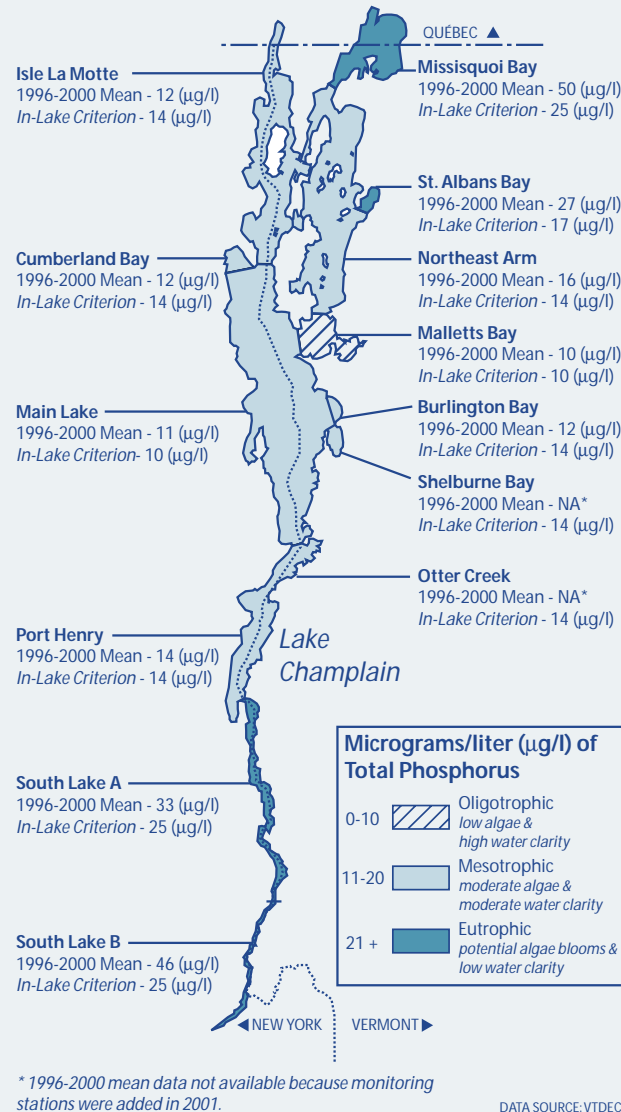 QUÉBEC ▲
Isle La Motte
1996-2000 Mean - 12 (µg/l)
In-Lake Criterion - 14 (µg/l)
Missisquoi Bay
1996-2000 Mean - 50 (µg/l)
In-Lake Criterion - 25 (µg/l)
St. Albans Bay
1996-2000 Mean - 27 (µg/l)
In-Lake Criterion - 17 (µg/l)
Cumberland Bay
1996-2000 Mean - 12 (µg/l)
In-Lake Criterion - 14 (µg/l)
Northeast Arm
1996-2000 Mean - 16 (µg/l)
In-Lake Criterion - 14 (µg/l)
Malletts Bay
1996-2000 Mean - 10 (µg/l)
In-Lake Criterion - 10 (µg/l)
Main Lake
1996-2000 Mean - 11 (µg/l)
In-Lake Criterion- 10 (µg/l)
Burlington Bay
1996-2000 Mean - 12 (µg/l)
In-Lake Criterion - 14 (µg/l)
Shelburne Bay
1996-2000 Mean - NA*
In-Lake Criterion - 14 (µg/l)
Otter Creek
1996-2000 Mean - NA*
In-Lake Criterion - 14 (µg/l)
Port Henry
1996-2000 Mean - 14 (µg/l)
In-Lake Criterion - 14 (µg/l)
Lake
Champlain
South Lake A
1996-2000 Mean - 33 (µg/l)
In-Lake Criterion - 25 (µg/l)
South Lake B
1996-2000 Mean - 46 (µg/l)
In-Lake Criterion - 25 (µg/l)
Micrograms/liter (µg/l) of
Total Phosphorus
0-10 Oligotrophic
low algae &
high water clarity
11-20 Mesotrophic
moderate algae &
moderate water clarity
21 + Eutrophic
potential algae blooms &
low water clarity
◀ NEW YORK VERMONT ▶
* 1996-2000 mean data not available because monitoring
stations were added in 2001.
DATA SOURCE: VTDEC